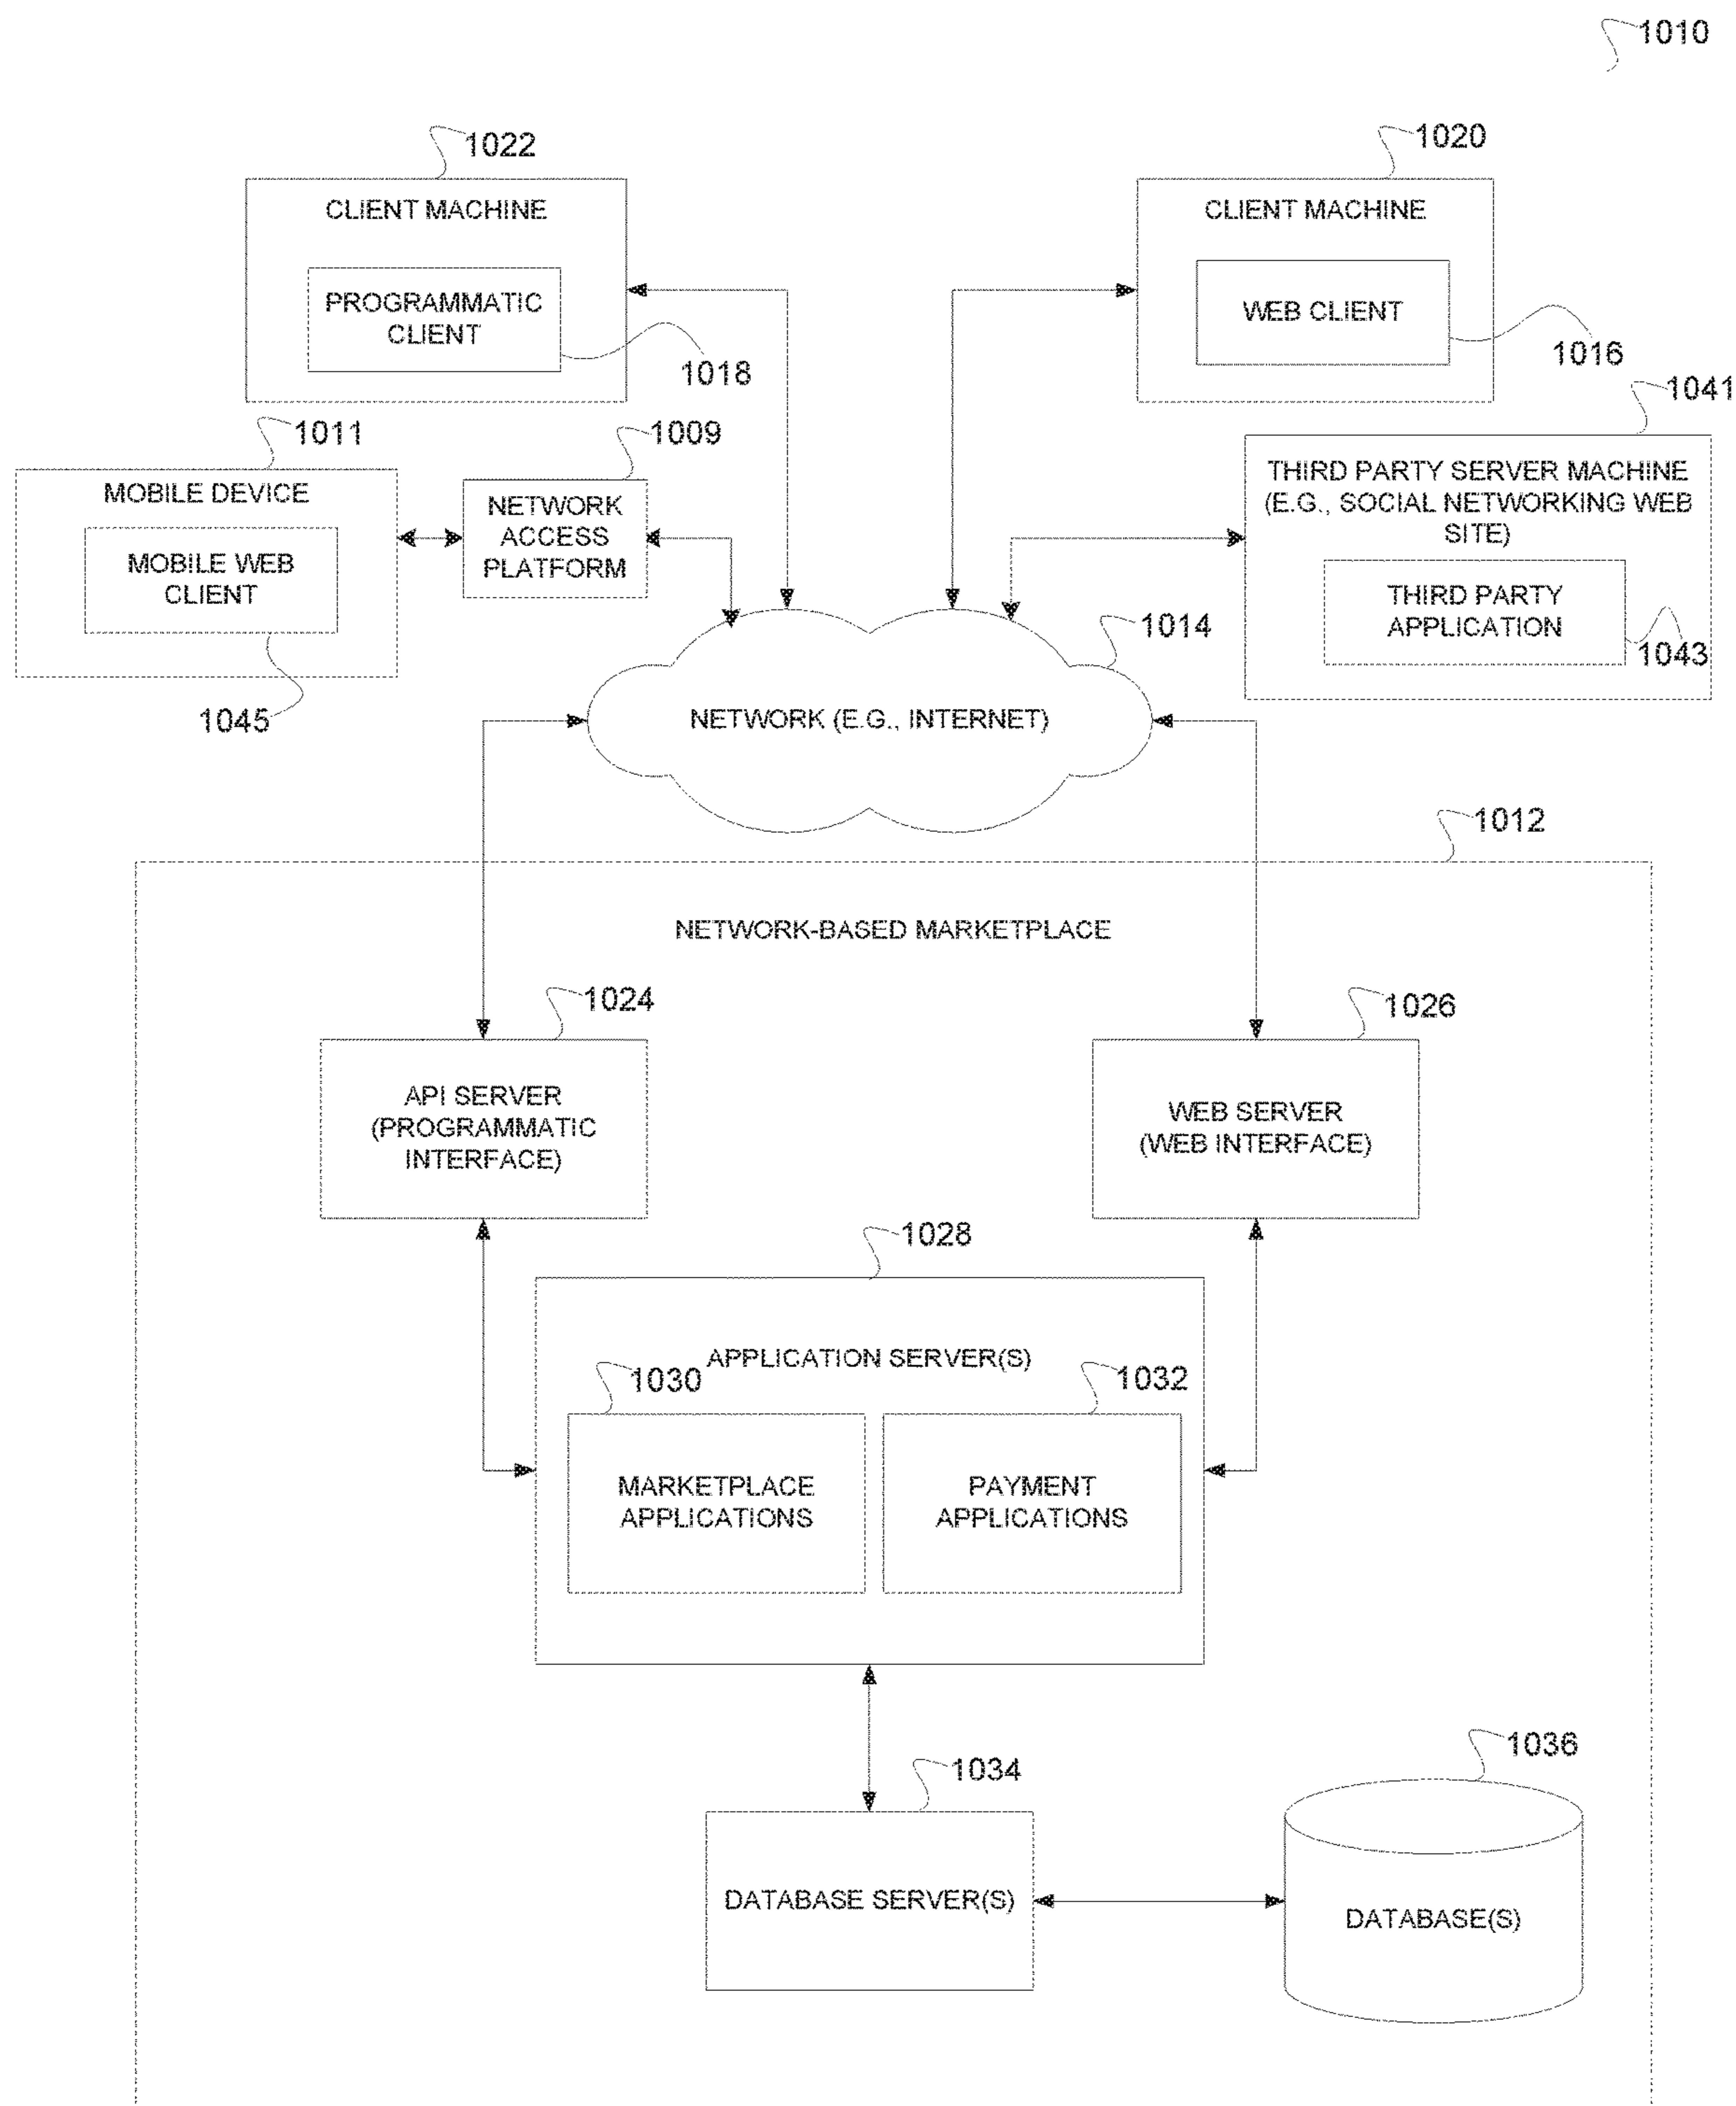 1010
1022
1020
CLIENT MACHINE
PROGRAMMATIC
CLIENT
1018
CLIENT MACHINE
WEB CLIENT
1016
1011
MOBILE DEVICE
MOBILE WEB
CLIENT
1045
1009
NETWORK
ACCESS
PLATFORM
1041
THIRD PARTY SERVER MACHINE
(E.G., SOCIAL NETWORKING WEB
SITE)
THIRD PARTY
APPLICATION
1043
1014
NETWORK (E.G., INTERNET)
1012
NETWORK-BASED MARKETPLACE
1024
API SERVER
(PROGRAMMATIC
INTERFACE)
1026
WEB SERVER
(WEB INTERFACE)
1028
APPLICATION SERVER(S)
1030
MARKETPLACE
APPLICATIONS
1032
PAYMENT
APPLICATIONS
1034
DATABASE SERVER(S)
1036
DATABASE(S)